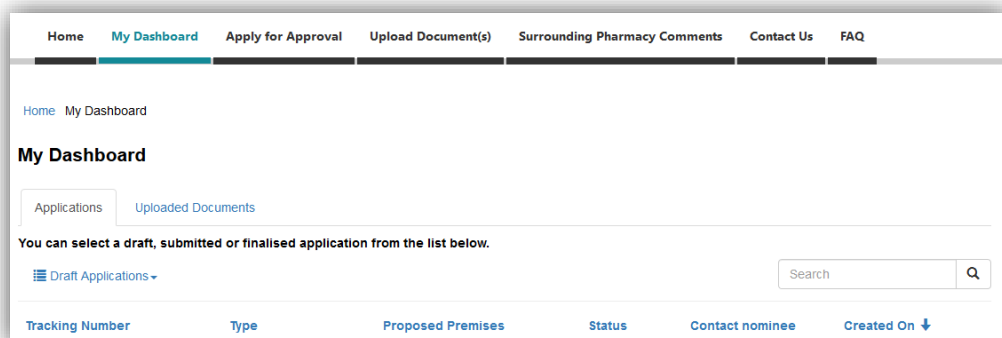 Home My Dashboard Apply for Approval Upload Document(s) Surrounding Pharmacy Comments Contact Us FAQ
Home My Dashboard
My Dashboard
Applications Uploaded Documents
You can select a draft, submitted or finalised application from the list below.
Draft Applications
Search
Tracking Number Type Proposed Premises Status Contact nominee Created On